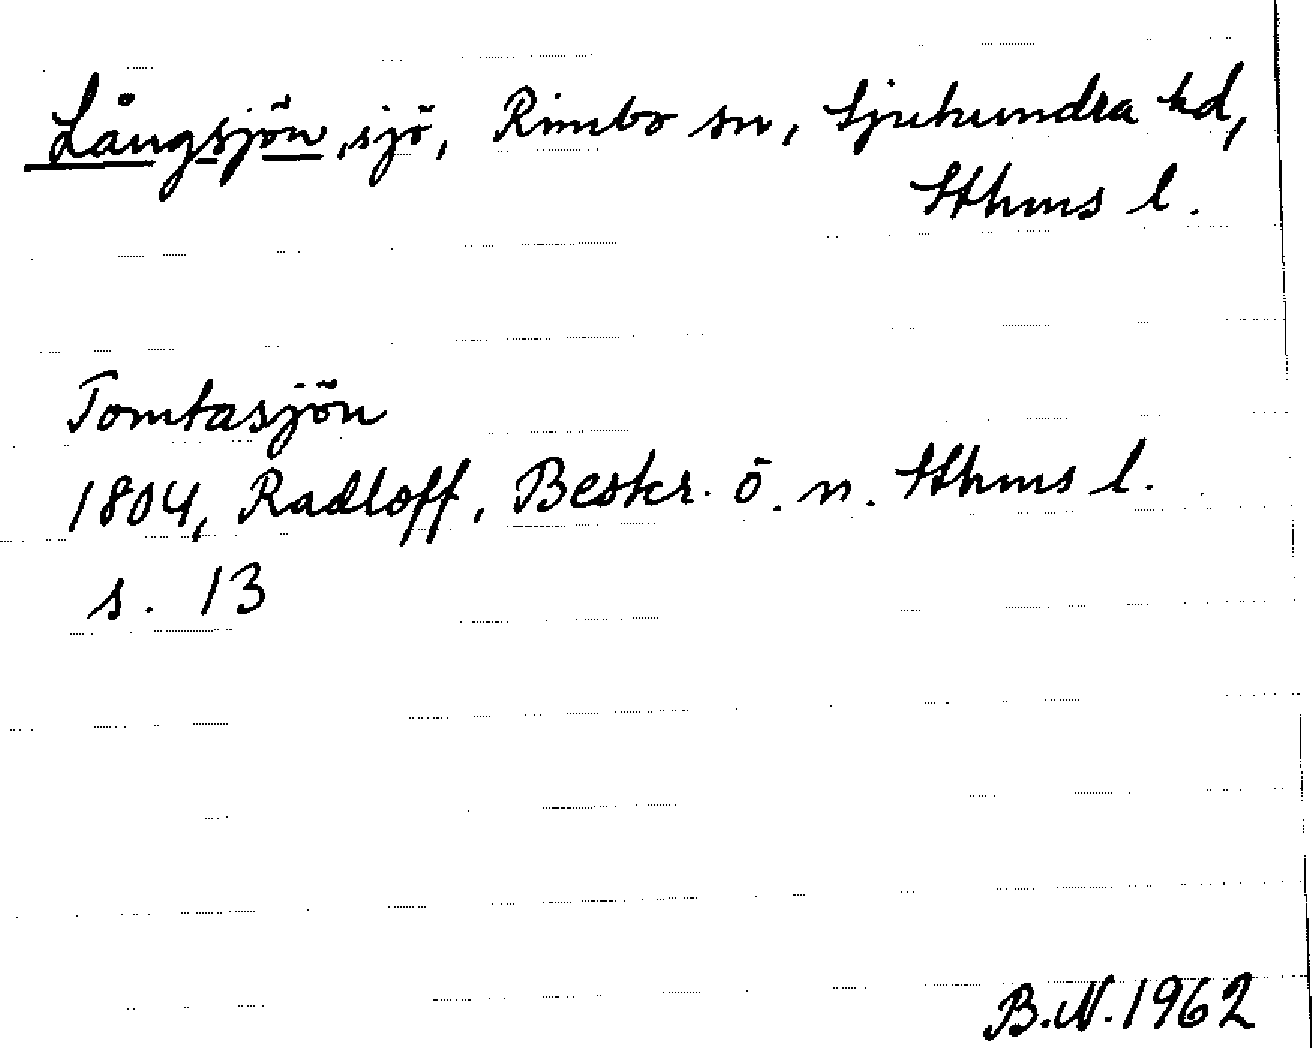 Långsjön, sjö, Rimbo sn, Sjuhundra hd,
Sthms l.
Tomtasjön
1804, Radloff, Beskr. ö. n. Sthms l.
s. 13
B.N. 1962